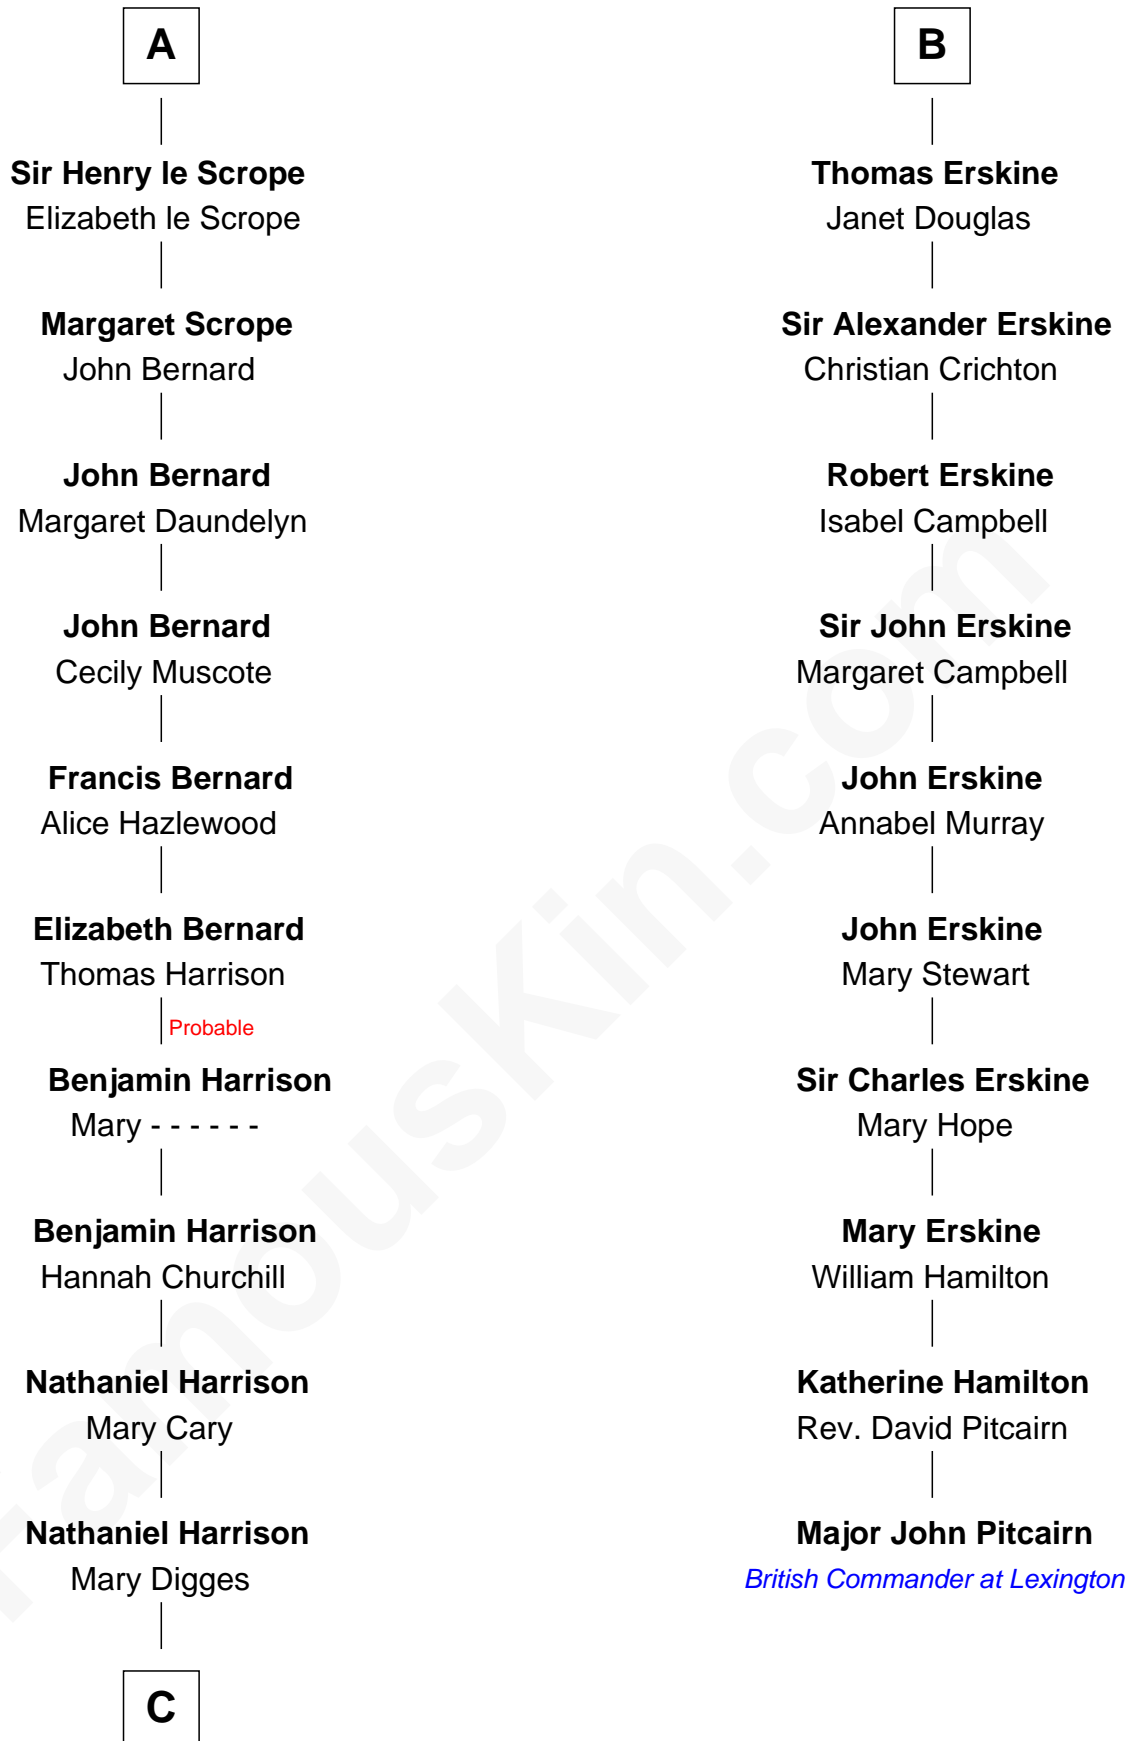 A
Sir Henry le Scrope
Elizabeth le Scrope
Margaret Scrope
John Bernard
John Bernard
Margaret Daundelyn
John Bernard
Cecily Muscote
Francis Bernard
Alice Hazlewood
Elizabeth Bernard
Thomas Harrison
Probable
Benjamin Harrison
Mary - - - - - -
Benjamin Harrison
Hannah Churchill
Nathaniel Harrison
Mary Cary
Nathaniel Harrison
Mary Digges
C
B
Thomas Erskine
Janet Douglas
Sir Alexander Erskine
Christian Crichton
Robert Erskine
Isabel Campbell
Sir John Erskine
Margaret Campbell
John Erskine
Annabel Murray
John Erskine
Mary Stewart
Sir Charles Erskine
Mary Hope
Mary Erskine
William Hamilton
Katherine Hamilton
Rev. David Pitcairn
Major John Pitcairn
British Commander at Lexington
FamousKin.com